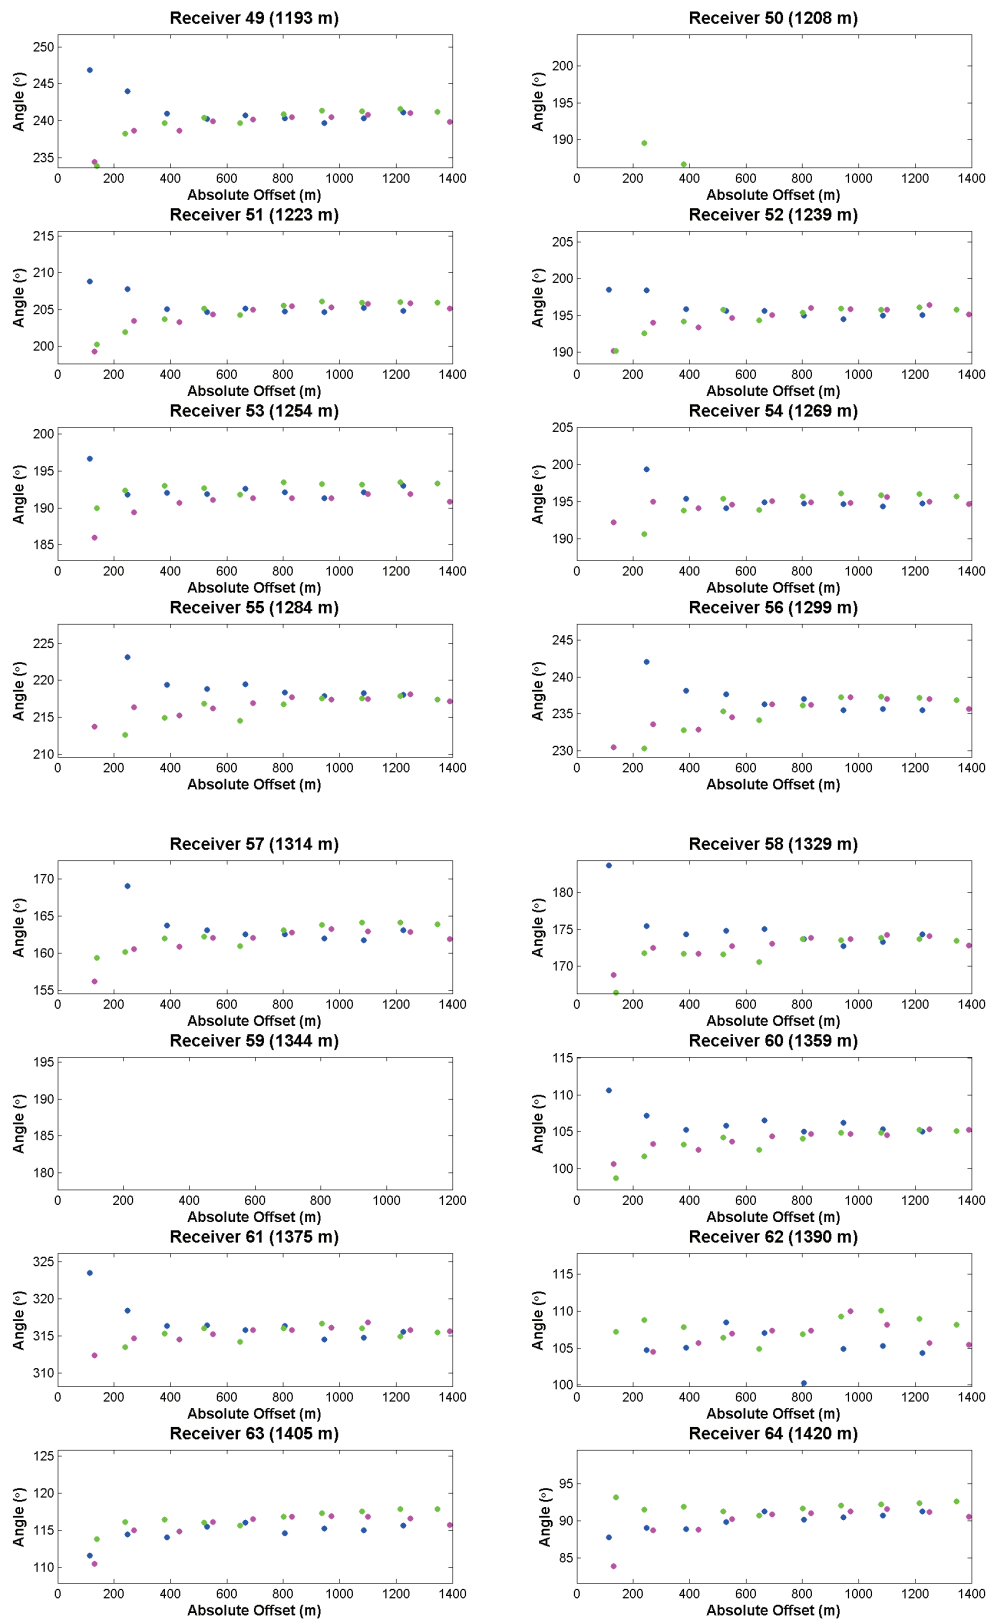 Receiver 49 (1193 m)
250
245
240
235
Angle (°)
0 200 400 600 800 1000 1200 1400
Absolute Offset (m)
Receiver 50 (1208 m)
200
195
190
Angle (°)
0 200 400 600 800 1000 1200 1400
Absolute Offset (m)
Receiver 51 (1223 m)
215
210
205
200
Angle (°)
0 200 400 600 800 1000 1200 1400
Absolute Offset (m)
Receiver 52 (1239 m)
205
200
195
190
Angle (°)
0 200 400 600 800 1000 1200 1400
Absolute Offset (m)
Receiver 53 (1254 m)
200
195
190
185
Angle (°)
0 200 400 600 800 1000 1200 1400
Absolute Offset (m)
Receiver 54 (1269 m)
205
200
195
190
Angle (°)
0 200 400 600 800 1000 1200 1400
Absolute Offset (m)
Receiver 55 (1284 m)
225
220
215
210
Angle (°)
0 200 400 600 800 1000 1200 1400
Absolute Offset (m)
Receiver 56 (1299 m)
245
240
235
230
Angle (°)
0 200 400 600 800 1000 1200 1400
Absolute Offset (m)
Receiver 57 (1314 m)
170
165
160
155
Angle (°)
0 200 400 600 800 1000 1200 1400
Absolute Offset (m)
Receiver 58 (1329 m)
180
175
170
Angle (°)
0 200 400 600 800 1000 1200 1400
Absolute Offset (m)
Receiver 59 (1344 m)
195
190
185
180
Angle (°)
0 200 400 600 800 1000 1200
Absolute Offset (m)
Receiver 60 (1359 m)
115
110
105
100
Angle (°)
0 200 400 600 800 1000 1200 1400
Absolute Offset (m)
Receiver 61 (1375 m)
325
320
315
310
Angle (°)
0 200 400 600 800 1000 1200 1400
Absolute Offset (m)
Receiver 62 (1390 m)
115
110
105
100
Angle (°)
0 200 400 600 800 1000 1200 1400
Absolute Offset (m)
Receiver 63 (1405 m)
125
120
115
110
Angle (°)
0 200 400 600 800 1000 1200 1400
Absolute Offset (m)
Receiver 64 (1420 m)
95
90
85
Angle (°)
0 200 400 600 800 1000 1200 1400
Absolute Offset (m)